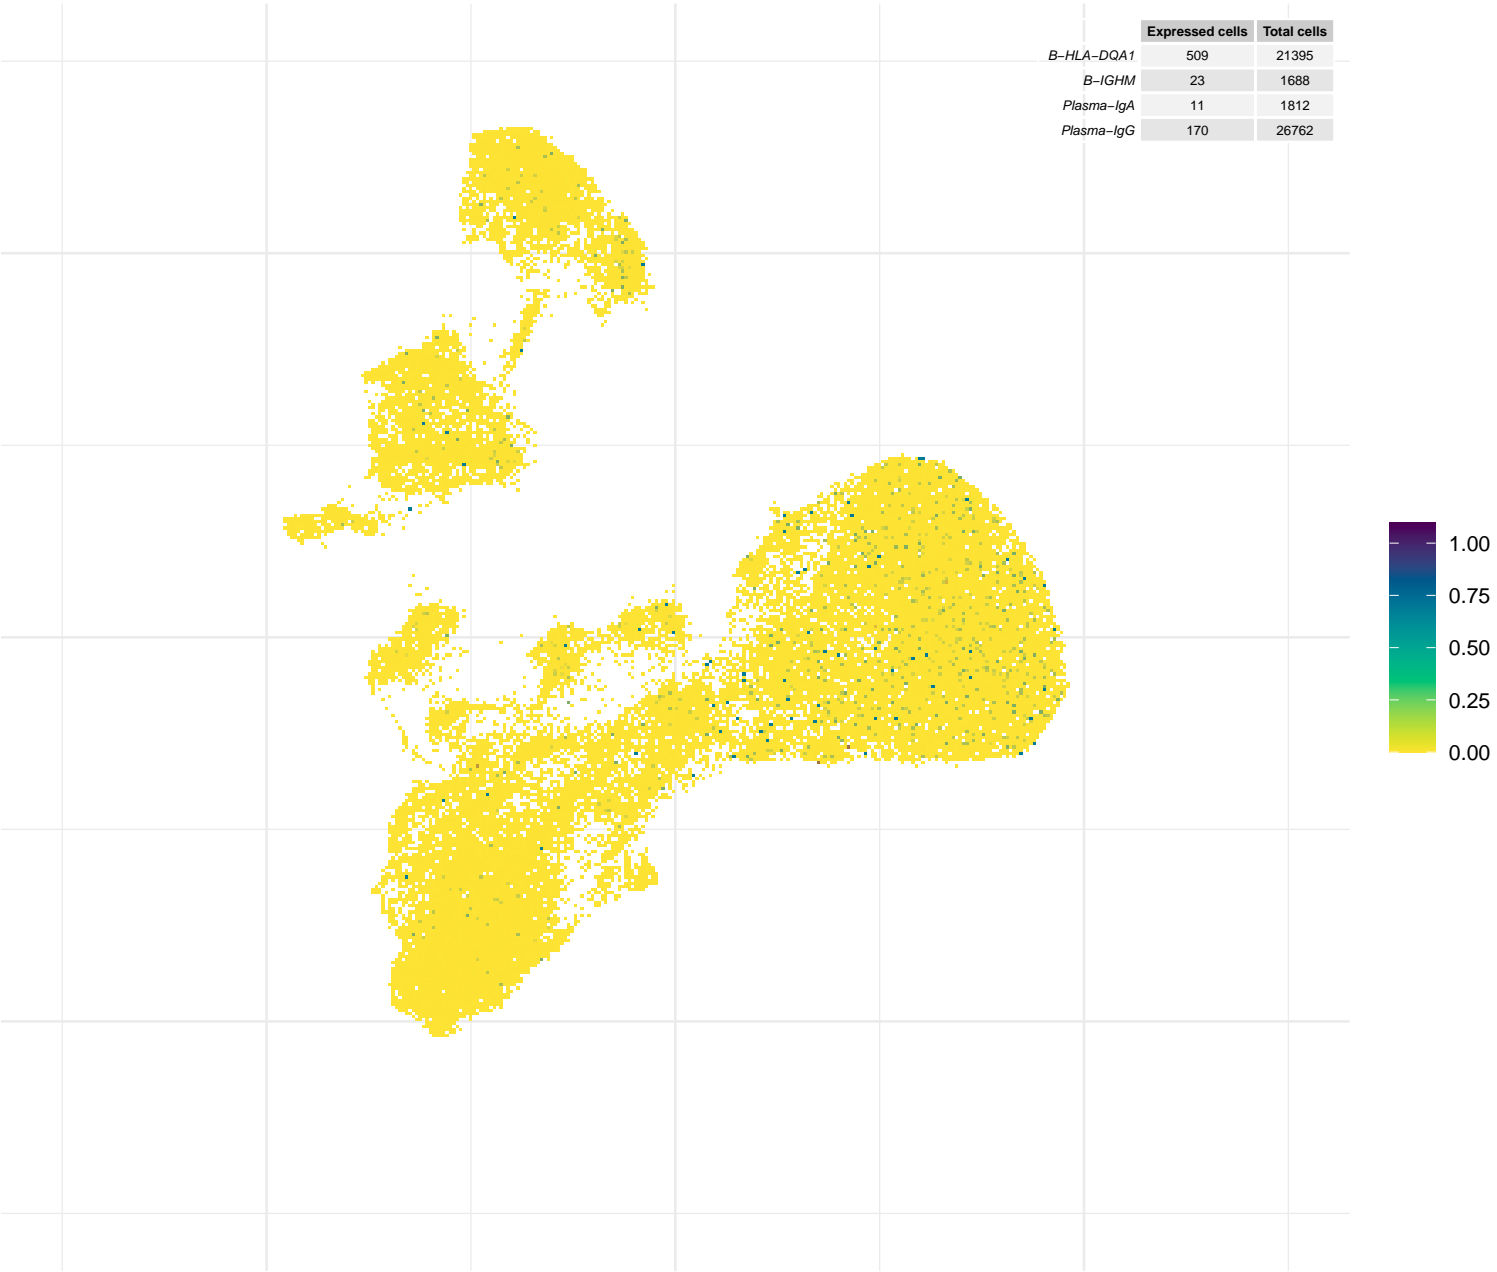 Expressed cells Total cells
B−HLA−DQA1 509 21395
B−IGHM 23 1688
Plasma−IgA 11 1812
Plasma−IgG 170 26762
1.00
0.75
0.50
0.25
0.00